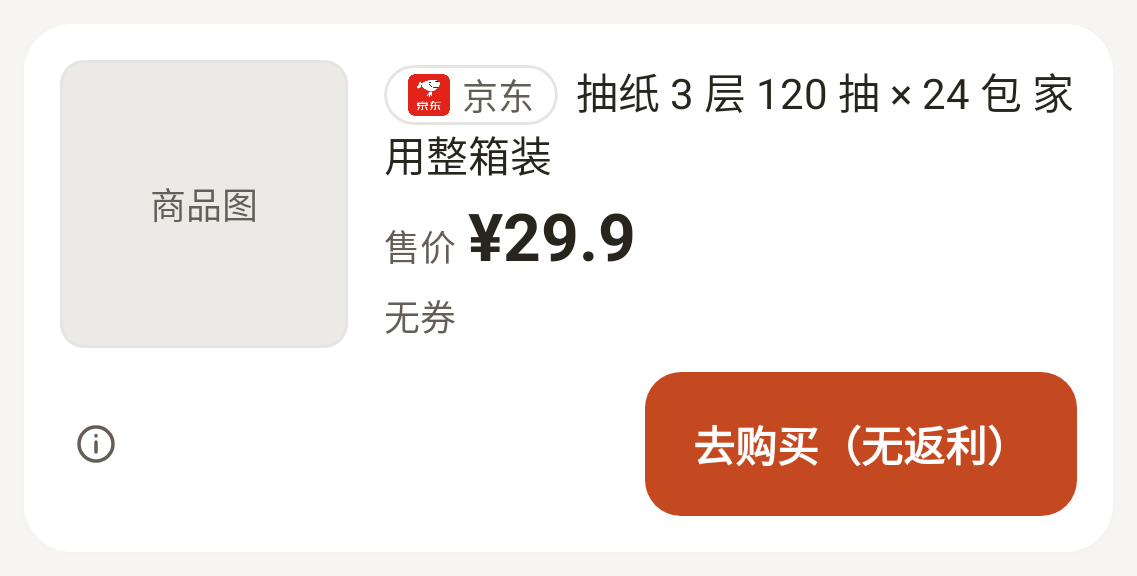 商品图
京东 京东 抽纸 3 层 120 抽 × 24 包 家
用整箱装
售价 ¥29.9
无券
去购买（无返利）